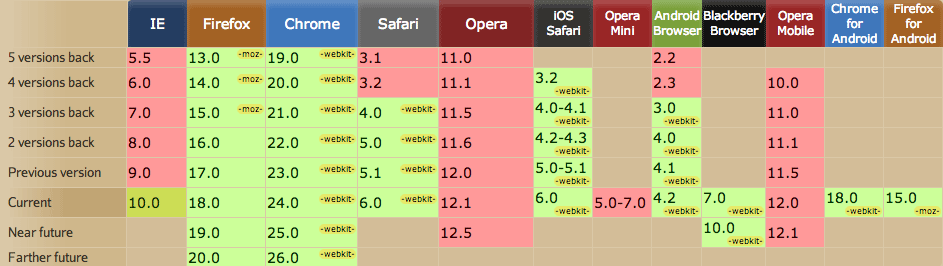 IE Firefox Chrome Safari Opera iOS Safari Opera Mini Android Browser Blackberry Browser Opera Mobile Chrome for Android Firefox for Android
5 versions back 5.5 13.0 -moz- 19.0 -webkit- 3.1 11.0 2.2
4 versions back 6.0 14.0 -moz- 20.0 -webkit- 3.2 11.1 3.2 -webkit- 2.3 10.0
3 versions back 7.0 15.0 -moz- 21.0 -webkit- 4.0 -webkit- 11.5 4.0-4.1 -webkit- 3.0 -webkit- 11.0
2 versions back 8.0 16.0 22.0 -webkit- 5.0 -webkit- 11.6 4.2-4.3 -webkit- 4.0 -webkit- 11.1
Previous version 9.0 17.0 23.0 -webkit- 5.1 -webkit- 12.0 5.0-5.1 -webkit- 4.1 -webkit- 11.5
Current 10.0 18.0 24.0 -webkit- 6.0 -webkit- 12.1 6.0 -webkit- 5.0-7.0 4.2 -webkit- 7.0 -webkit- 12.0 18.0 -webkit- 15.0 -moz-
Near future 19.0 25.0 -webkit- 12.5 10.0 -webkit- 12.1
Farther future 20.0 26.0 -webkit-